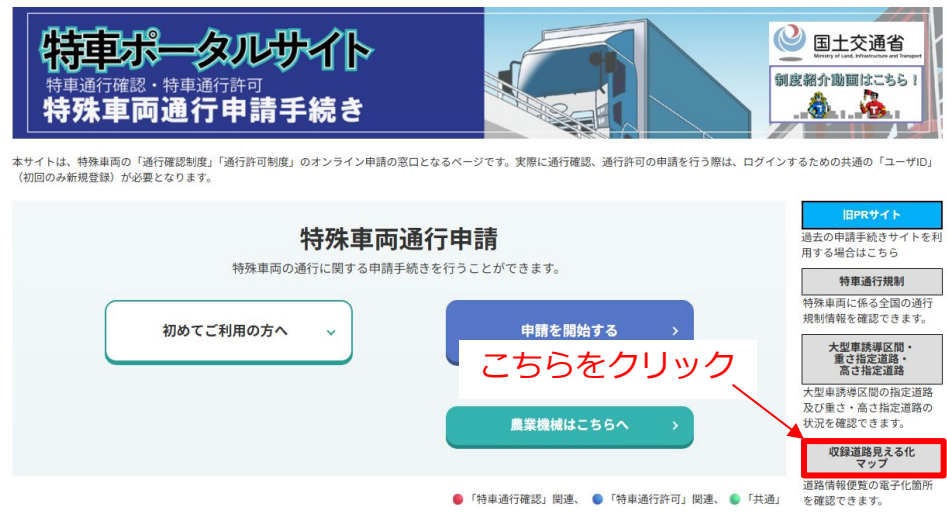 特車ポータルサイト
特車通行確認・特車通行許可
特殊車両通行申請手続き
国土交通省
Ministry of Land, Infrastructure and Transport
制度紹介動画はこちら！
本サイトは、特殊車両の「通行確認制度」「通行許可制度」のオンライン申請の窓口となるページです。実際に通行確認、通行許可の申請を行う際は、ログインするための共通の「ユーザID」
（初回のみ新規登録）が必要となります。
特殊車両通行申請
特殊車両の通行に関する申請手続きを行うことができます。
初めてご利用の方へ
申請を開始する
こちらをクリック
農業機械はこちらへ
●「特車通行確認」関連、 ●「特車通行許可」関連、 ●「共通」
旧PRサイト
過去の申請手続きサイトを利
用する場合はこちら
特車通行規制
特殊車両に係る全国の通行
規制情報を確認できます。
大型車誘導区間・
重さ指定道路・
高さ指定道路
大型車誘導区間の指定道路
及び重さ・高さ指定道路の
状況を確認できます。
収録道路見える化
マップ
道路情報便覧の電子化箇所
を確認できます。